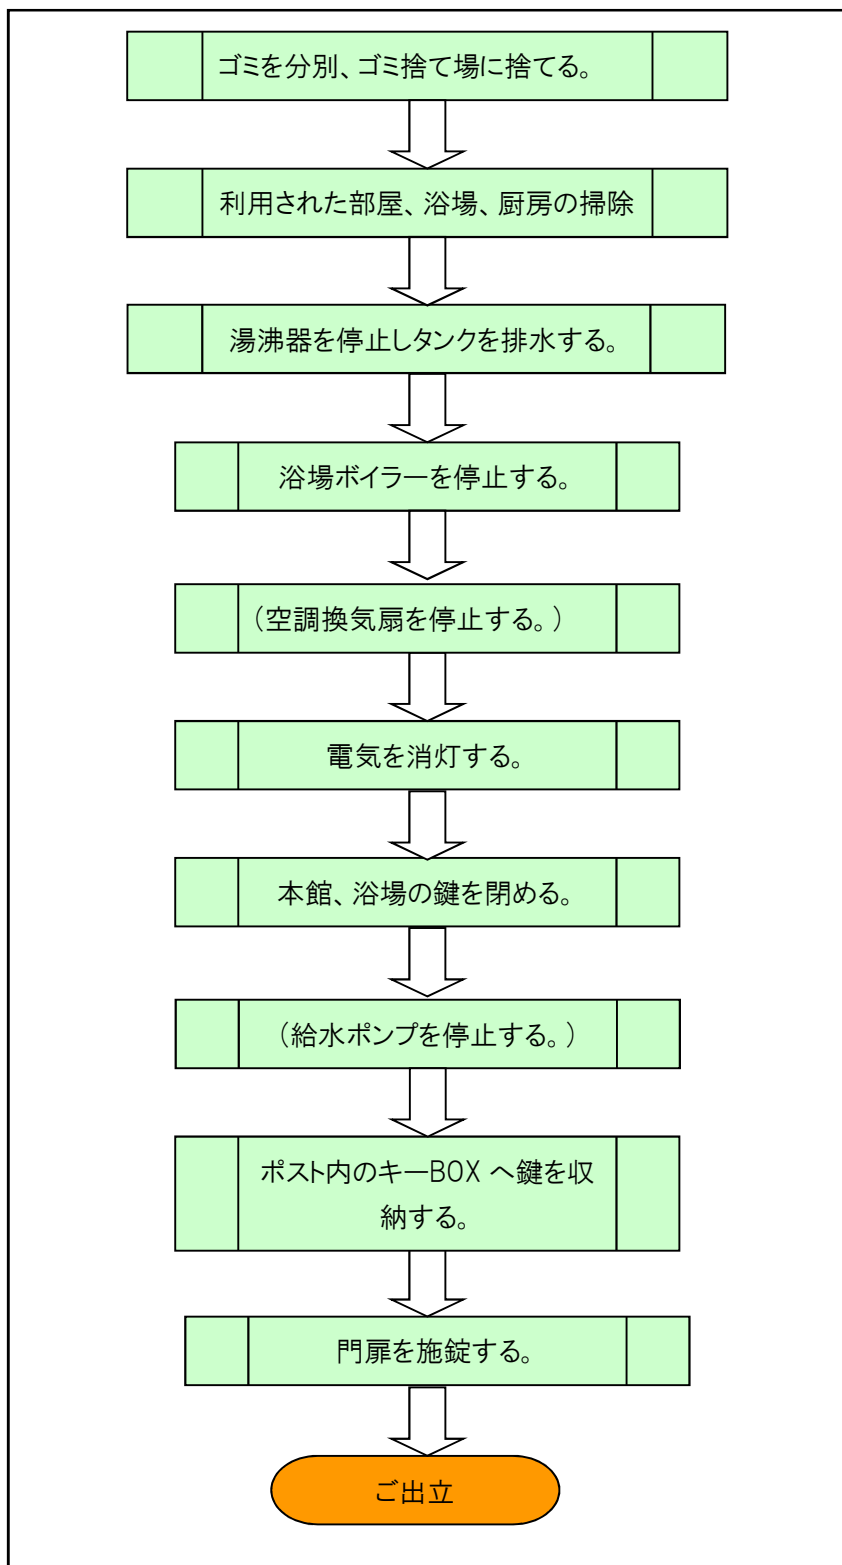 ゴミを分別、ゴミ捨て場に捨てる。
利用された部屋、浴場、厨房の掃除
湯沸器を停止しタンクを排水する。
浴場ボイラーを停止する。
（空調換気扇を停止する。）
電気を消灯する。
本館、浴場の鍵を閉める。
（給水ポンプを停止する。）
ポスト内のキーBOX へ鍵を収
納する。
門扉を施錠する。
ご出立